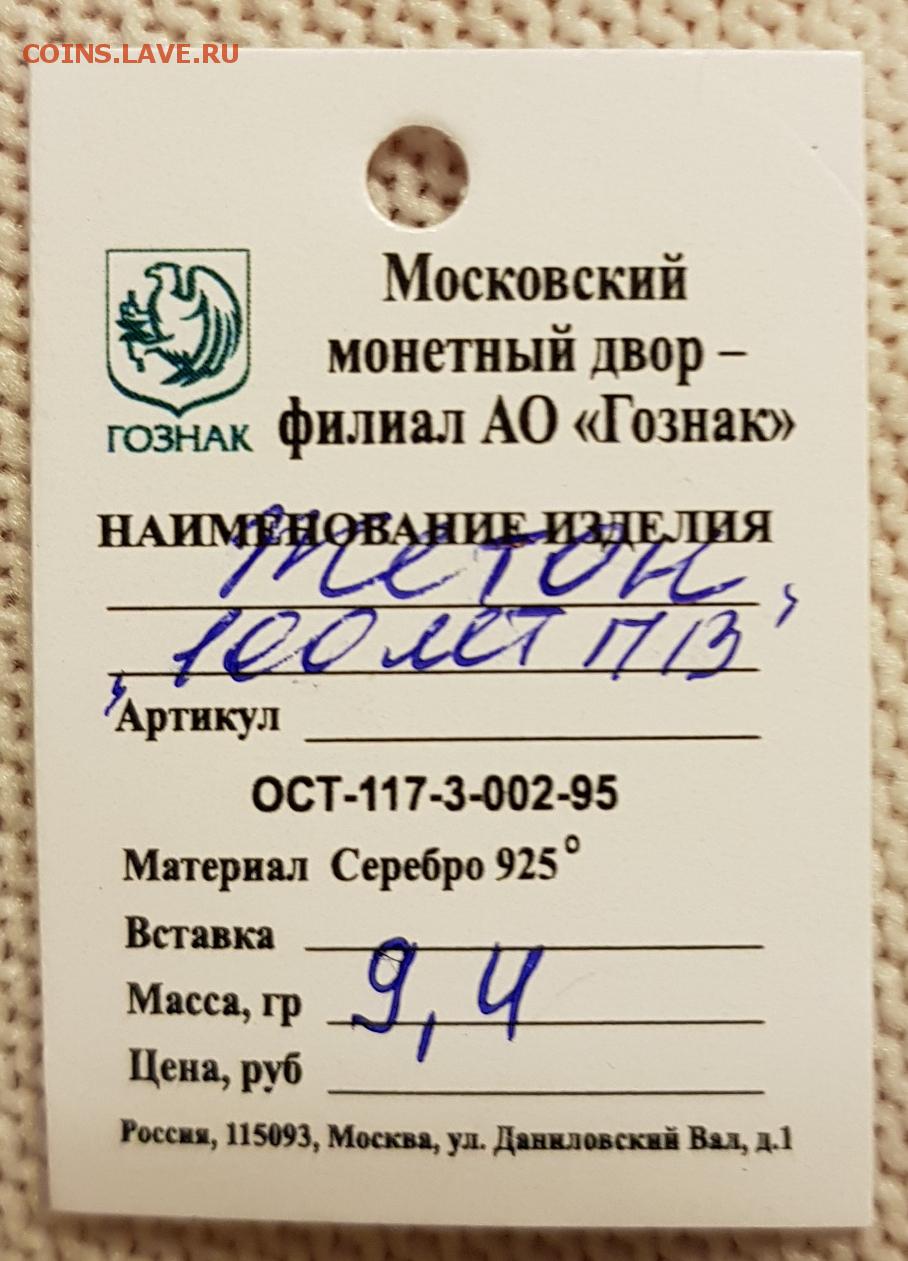 COINS.LAVE.RU
Московский
монетный двор –
филиал АО «Гознак»
ГОЗНАК
НАИМЕНОВАНИЕ ИЗДЕЛИЯ
Жетон
„100 лет ПВ"
Артикул
ОСТ-117-3-002-95
Материал Серебро 925°
Вставка
Масса, гр 9,4
Цена, руб
Россия, 115093, Москва, ул. Даниловский Вал, д.1